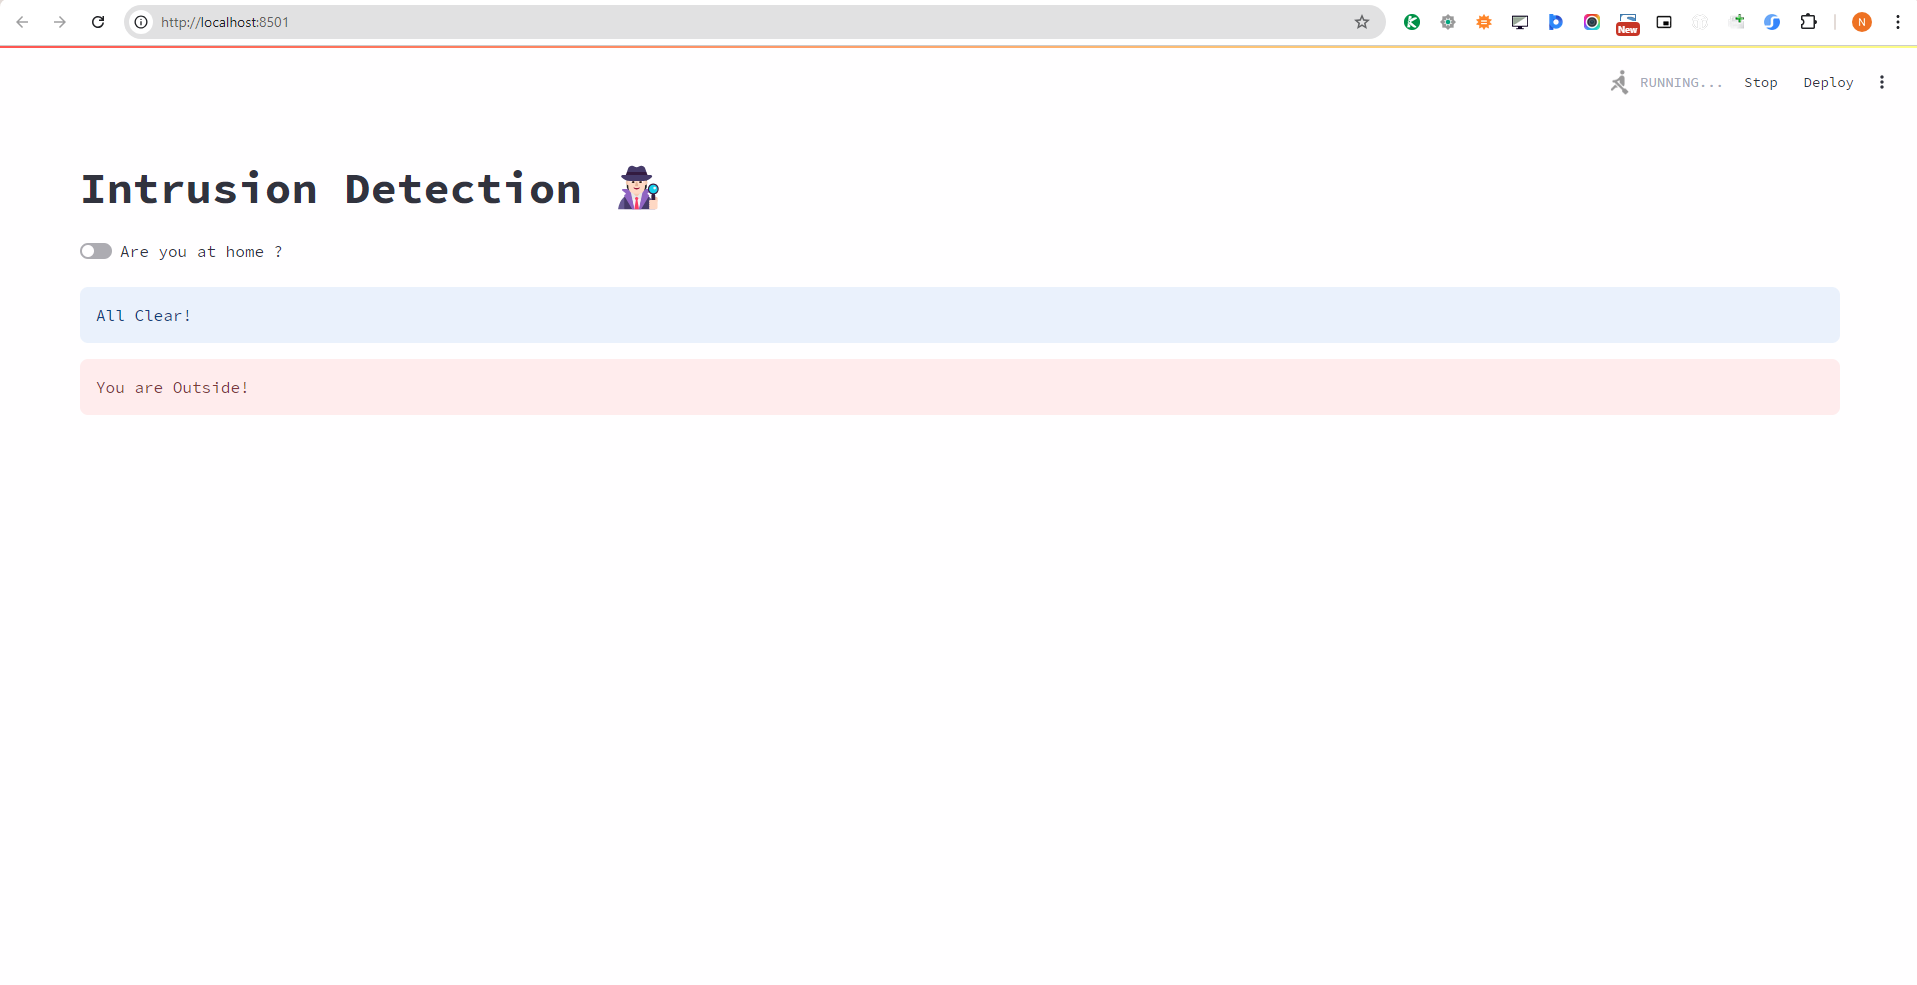 http://localhost:8501
New
N
RUNNING... Stop Deploy
Intrusion Detection
Are you at home ?
All Clear!
You are Outside!